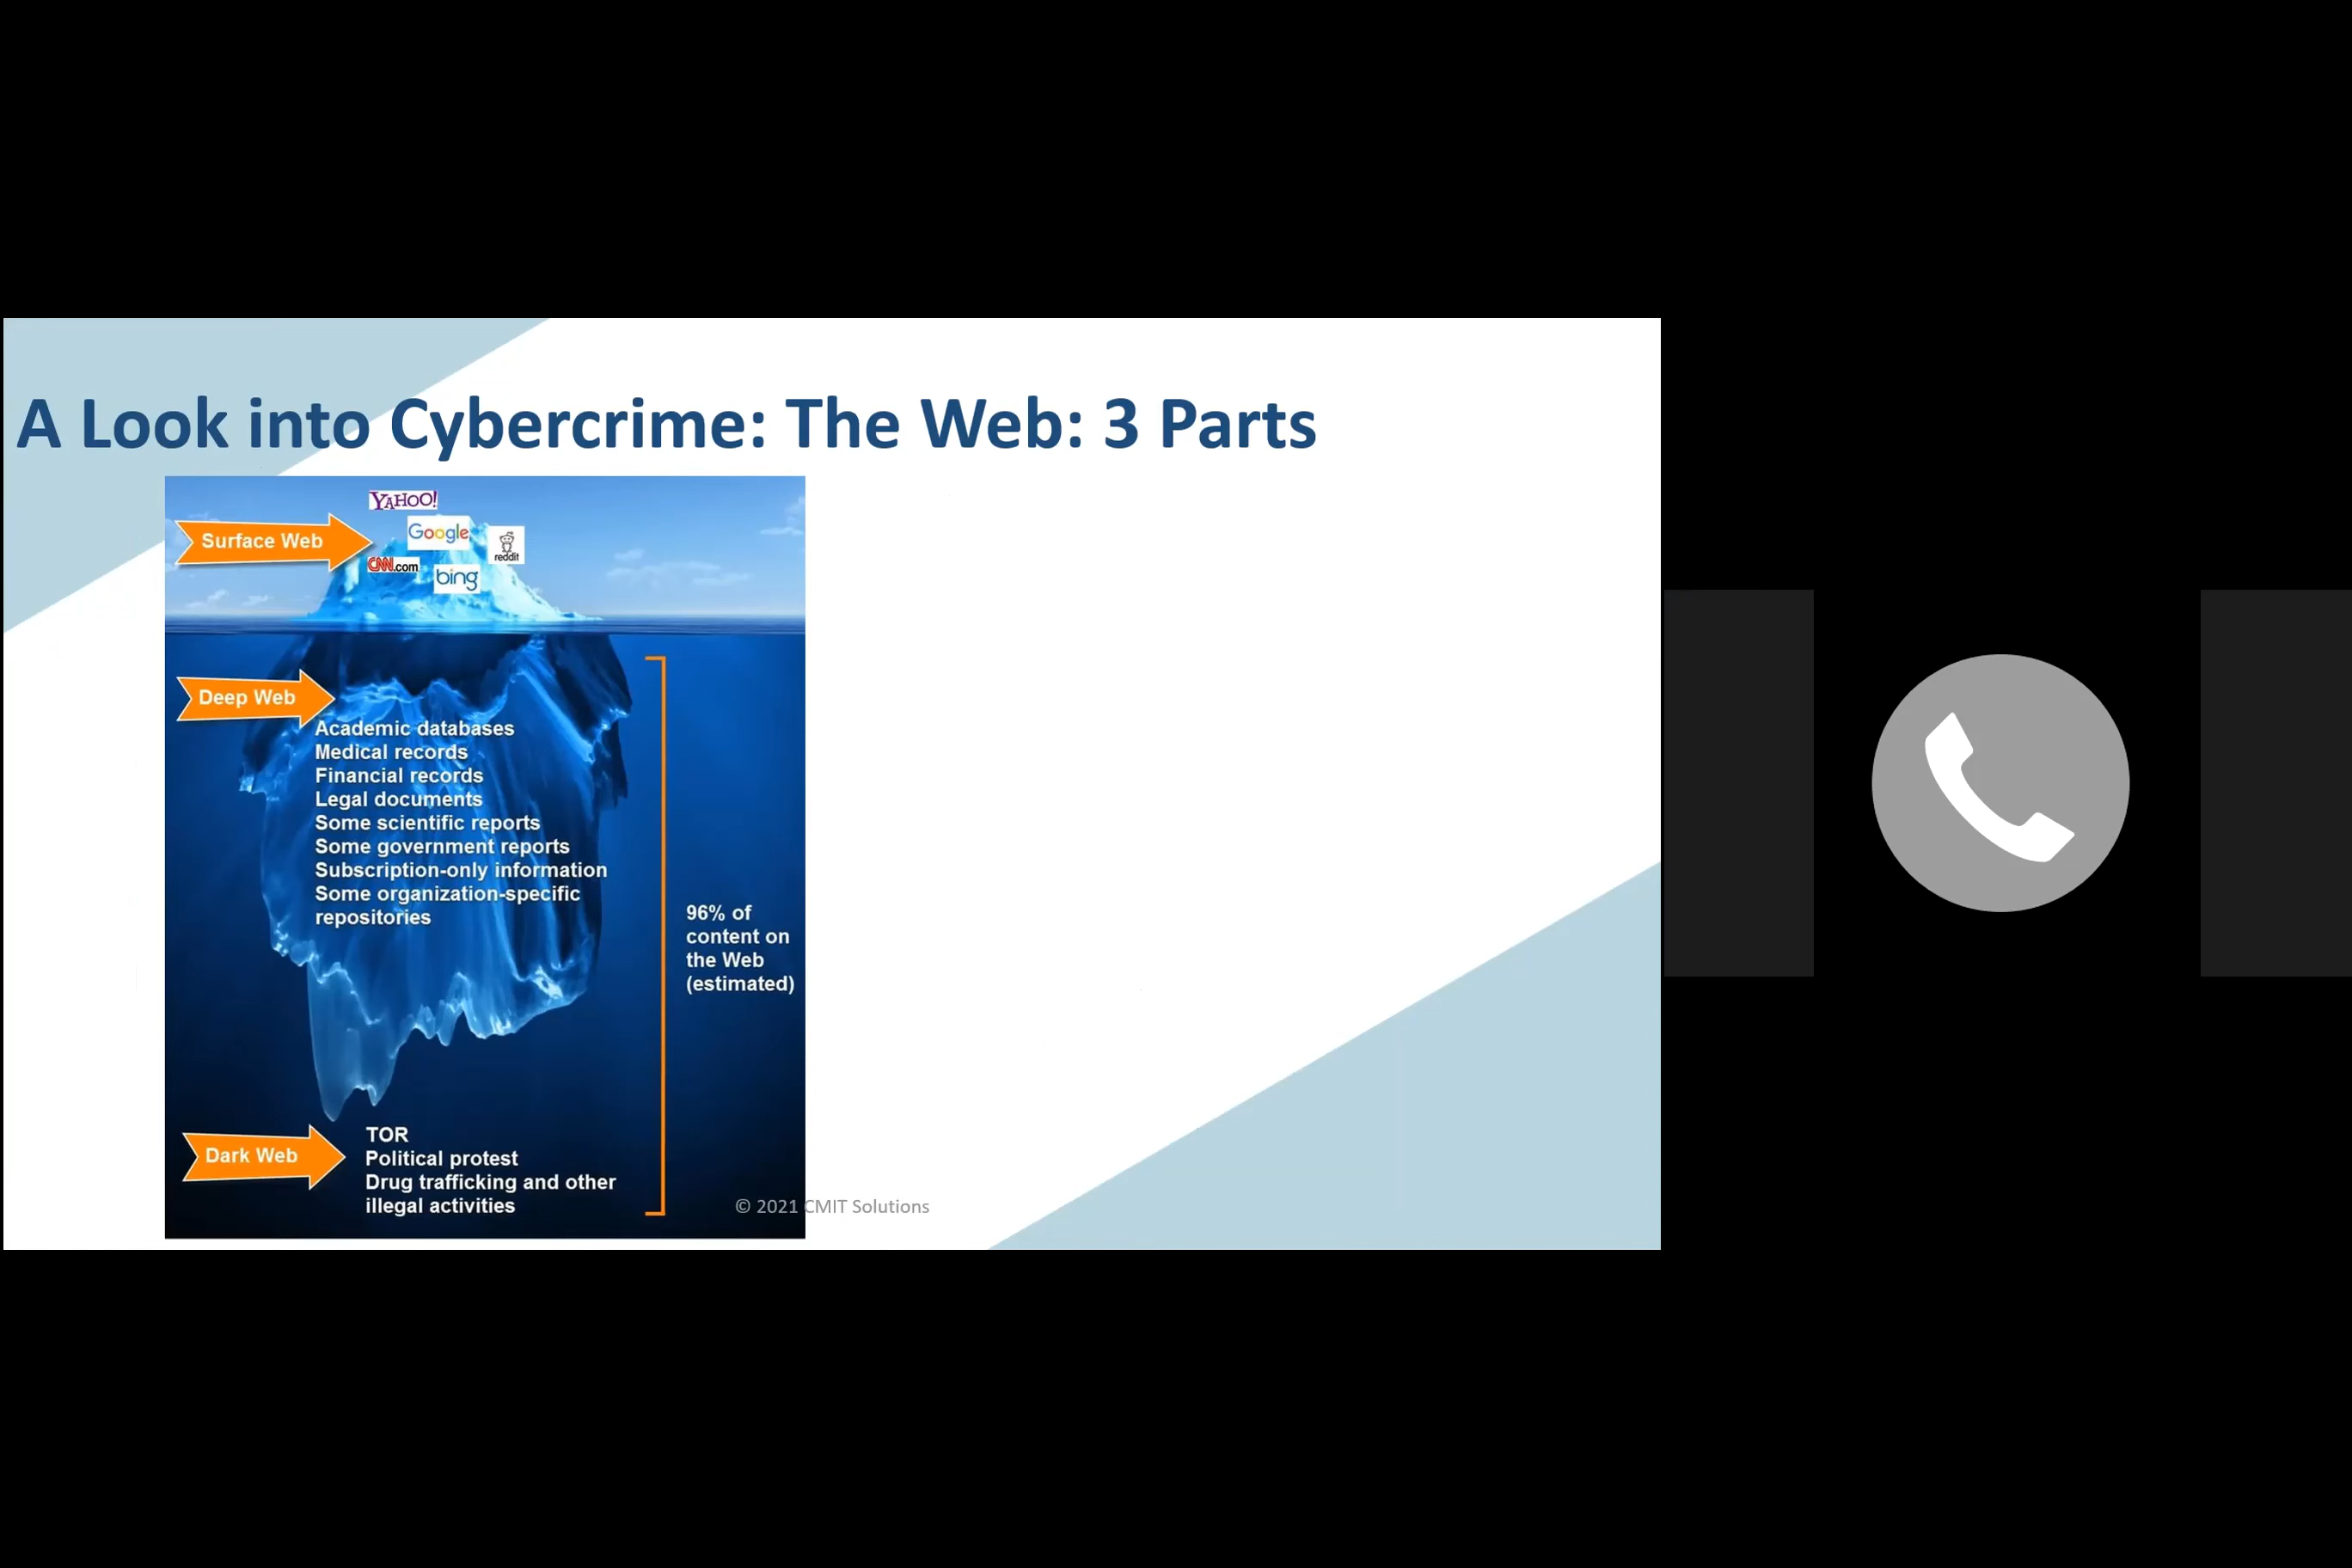 A Look into Cybercrime: The Web: 3 Parts
YAHOO!
Google
Surface Web
reddit
CNN.com
bing
Deep Web
Academic databases
Medical records
Financial records
Legal documents
Some scientific reports
Some government reports
Subscription-only information
Some organization-specific
repositories
96% of
content on
the Web
(estimated)
Dark Web
TOR
Political protest
Drug trafficking and other
illegal activities
© 2021 CMIT Solutions